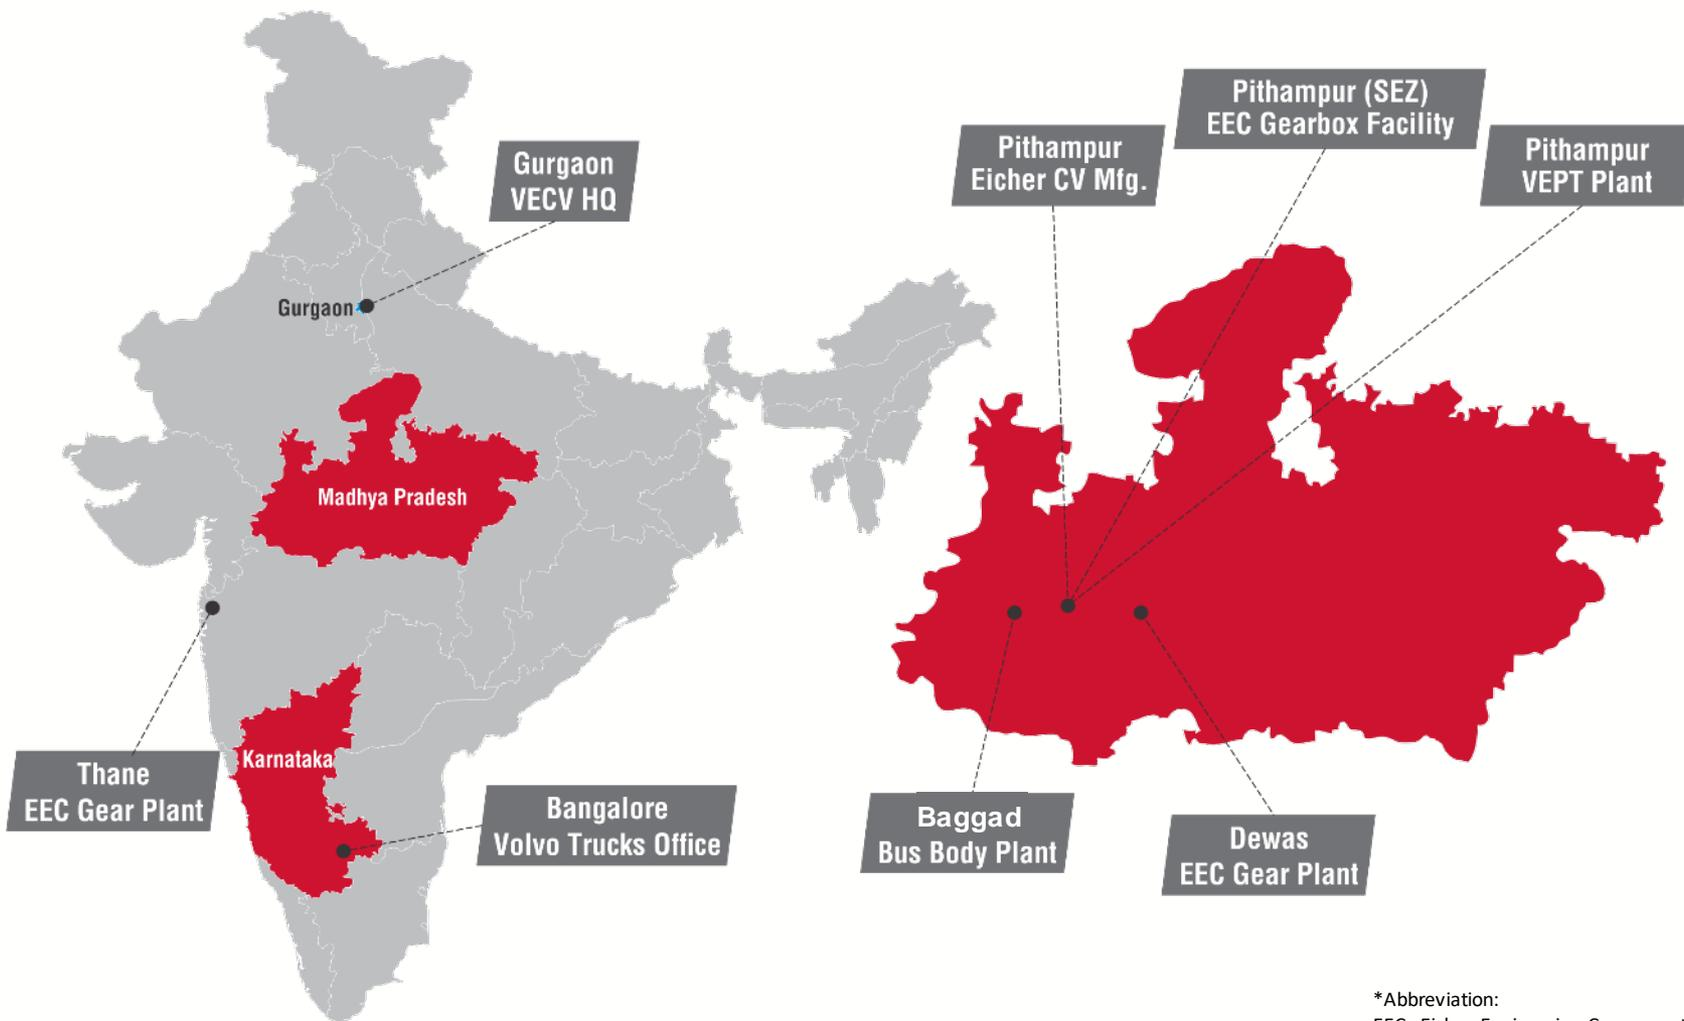 Gurgaon
VECV HQ
Gurgaon
Madhya Pradesh
Karnataka
Thane
EEC Gear Plant
Bangalore
Volvo Trucks Office
Pithampur
Eicher CV Mfg.
Pithampur (SEZ)
EEC Gearbox Facility
Pithampur
VEPT Plant
Baggad
Bus Body Plant
Dewas
EEC Gear Plant
*Abbreviation: